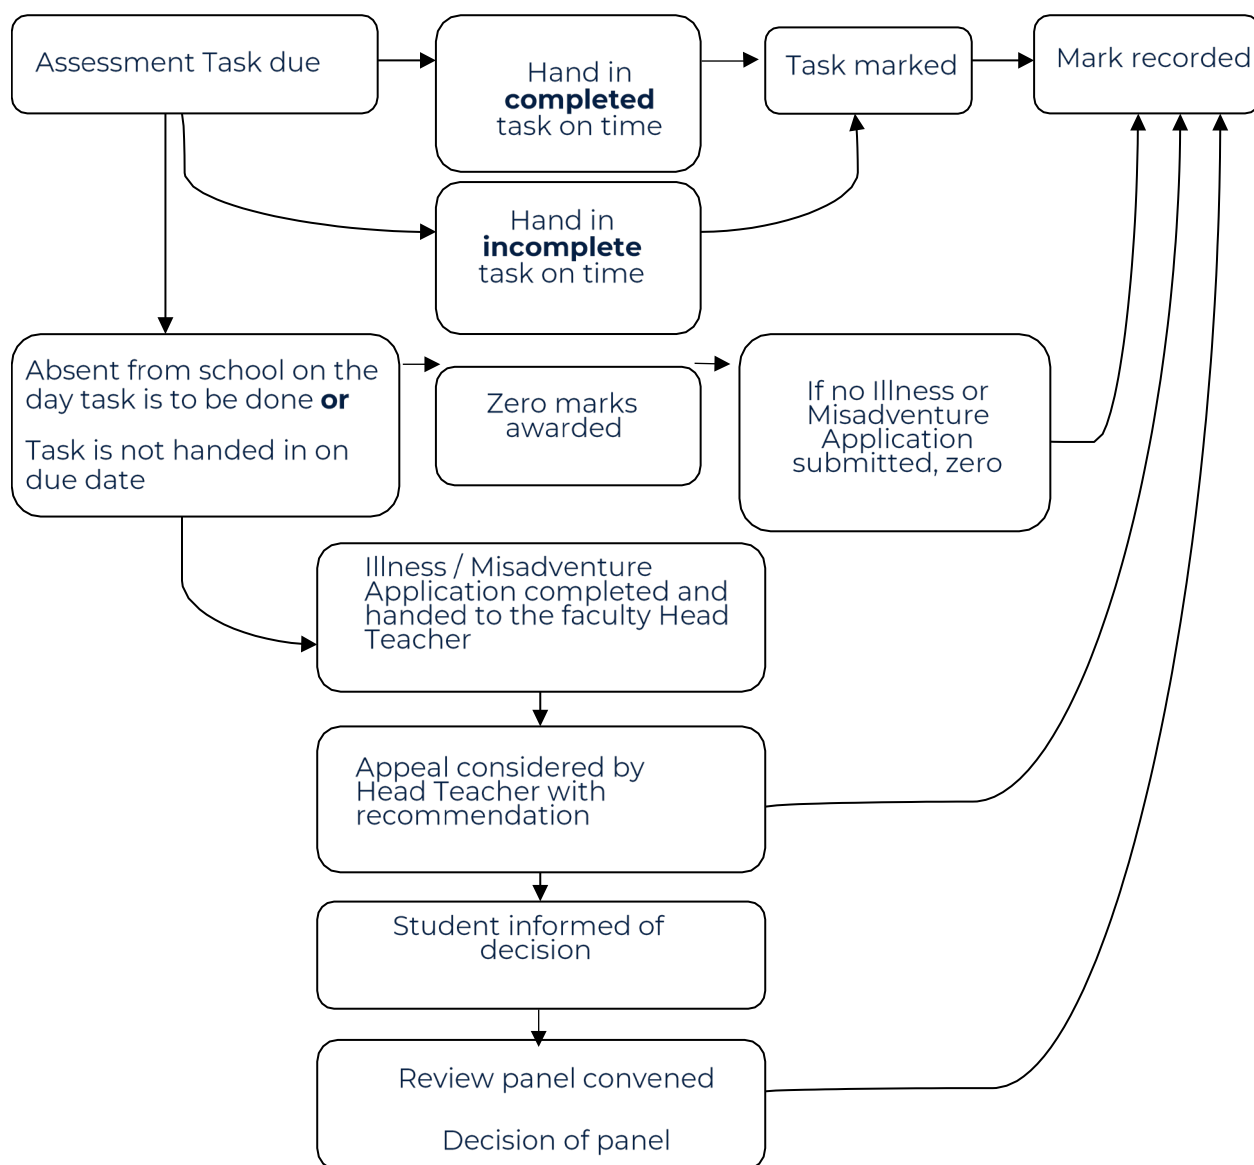 Assessment Task due
Hand in
completed
task on time
Task marked
Mark recorded
Hand in
incomplete
task on time
Absent from school on the
day task is to be done or
Task is not handed in on
due date
Zero marks
awarded
If no Illness or
Misadventure
Application
submitted, zero
Illness / Misadventure
Application completed and
handed to the faculty Head
Teacher
Appeal considered by
Head Teacher with
recommendation
Student informed of
decision
Review panel convened
Decision of panel